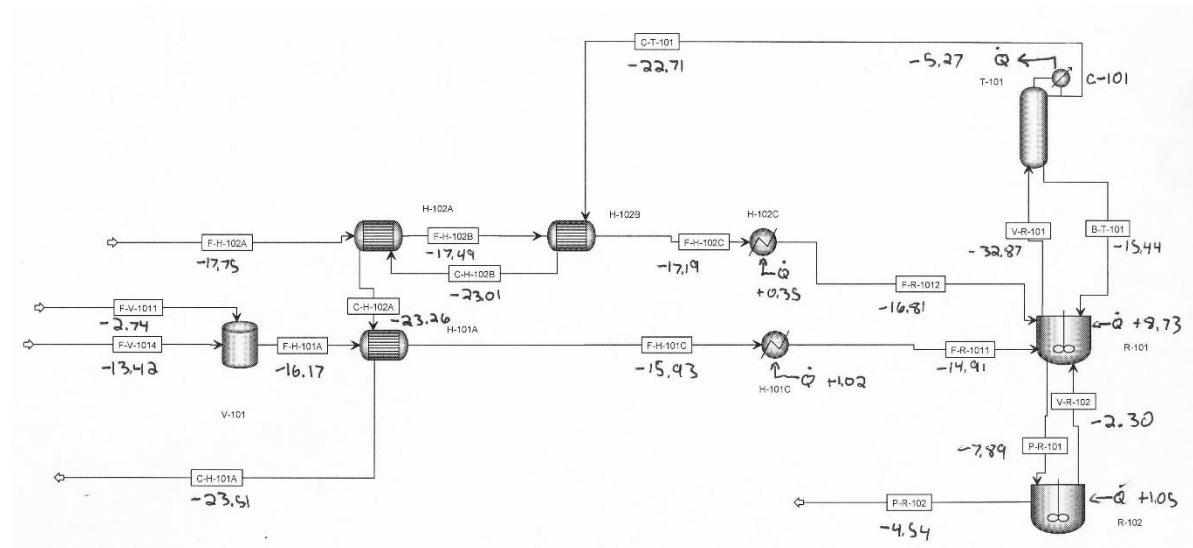 C-T-101
-22.71
-5.27 Q̇
T-101
C-101
H-102A
H-102B
H-102C
F-H-102A
-17.75
F-H-102B
-17.49
C-H-102B
-23.01
F-H-102C
-17.19
Q̇
+0.35
V-R-101
-32.87
B-T-101
-15.44
F-R-1012
-16.81
C-H-102A
-23.26
F-V-1011
-2.74
F-V-1014
-13.42
V-101
F-H-101A
-16.17
H-101A
F-H-101C
-15.93
H-101C
Q̇ +1.02
F-R-1011
-14.91
Q̇ +8.73
R-101
V-R-102
-2.30
P-R-101
-7.89
C-H-101A
-23.51
P-R-102
-4.54
Q̇ +1.05
R-102